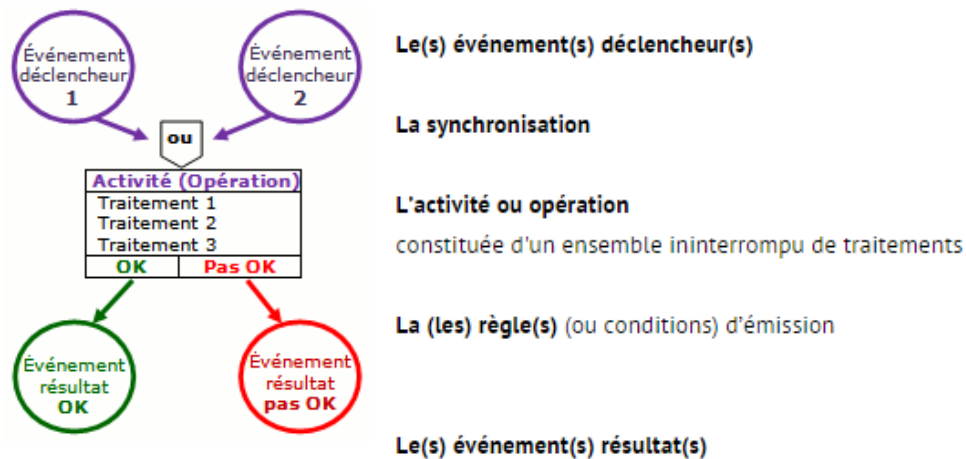 Événement
déclencheur
1
Événement
déclencheur
2
Le(s) événement(s) déclencheur(s)
ou
La synchronisation
Activité (Opération)
Traitement 1
Traitement 2
Traitement 3
OK
Pas OK
L'activité ou opération
constituée d'un ensemble ininterrompu de traitements
La (les) règle(s) (ou conditions) d'émission
Événement
résultat
OK
Événement
résultat
pas OK
Le(s) événement(s) résultat(s)